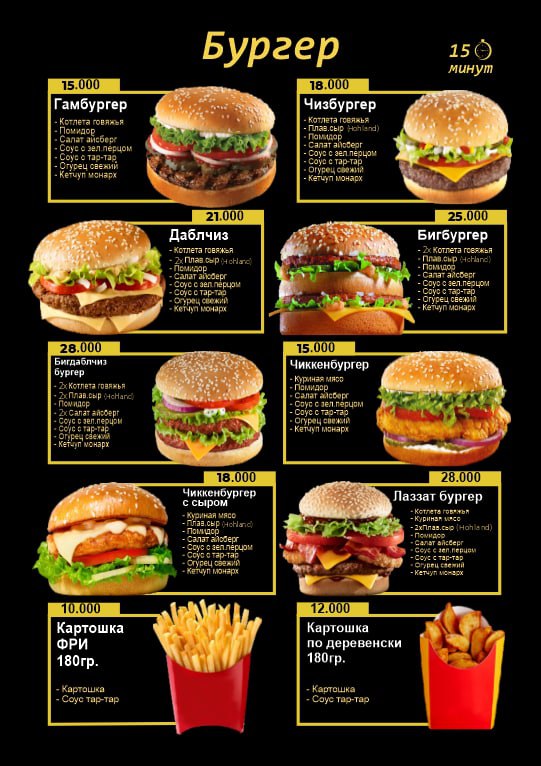 Бургер
15
минут
15.000
Гамбургер
- Котлета говяжья
- Помидор
- Салат айсберг
- Соус с зел.перцом
- Соус с тар-тар
- Огурец свежий
- Кетчуп монарх
18.000
Чизбургер
- Котлета говяжья
- Плав.сыр (Hohland)
- Помидор
- Салат айсберг
- Соус с зел.перцом
- Соус с тар-тар
- Огурец свежий
- Кетчуп монарх
21.000
Даблчиз
- Котлета говяжья
- 2х Плав.сыр (Hohland)
- Помидор
- Салат айсберг
- Соус с зел.перцом
- Соус с тар-тар
- Огурец свежий
- Кетчуп монарх
25.000
Бигбургер
- 2х Котлета говяжья
- Плав.сыр (Hohland)
- Помидор
- Салат айсберг
- Соус с зел.перцом
- Соус с тар-тар
- Огурец свежий
- Кетчуп монарх
28.000
Бигдаблчиз
бургер
- 2х Котлета говяжья
- 2х Плав.сыр (Hohland)
- Помидор
- 2х Салат айсберг
- Соус с зел.перцом
- Соус с тар-тар
- Огурец свежий
- Кетчуп монарх
15.000
Чиккенбургер
- Куриная мясо
- Помидор
- Салат айсберг
- Соус с зел.перцом
- Соус с тар-тар
- Огурец свежий
- Кетчуп монарх
18.000
Чиккенбургер
с сыром
- Куриная мясо
- Плав.сыр (Hohland)
- Помидор
- Салат айсберг
- Соус с зел.перцом
- Соус с тар-тар
- Огурец свежий
- Кетчуп монарх
28.000
Лаззат бургер
- Котлета говяжья
- Куриная мясо
- 2хПлав.сыр (Hohland)
- Помидор
- Салат айсберг
- Соус с зел.перцом
- Соус с тар-тар
- Огурец свежий
- Кетчуп монарх
10.000
Картошка
ФРИ
180гр.
- Картошка
- Соус тар-тар
12.000
Картошка
по деревенски
180гр.
- Картошка
- Соус тар-тар